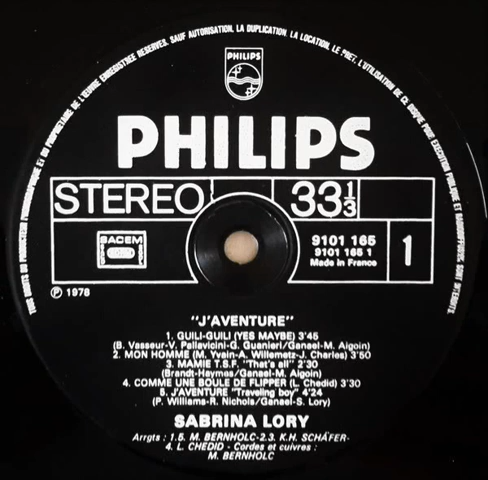 TOUS DROITS DU PRODUCTEUR PHONOGRAPHIQUE ET DU PROPRIETAIRE DE L'ŒUVRE ENREGISTREE RESERVES. SAUF AUTORISATION, LA DUPLICATION, LA LOCATION, LE PRET, L'UTILISATION DE CE DISQUE POUR EXECUTION PUBLIQUE ET RADIODIFFUSION, SON INTERDITS.
PHILIPS
PHILIPS
STEREO 33⅓
SACEM
9101 165
9101 165 1
Made in France
1
℗ 1978
"J'AVENTURE"
1. GUILI-GUILI (YES MAYBE) 3'45
(B. Vasseur-V. Pallavicini-G. Guanieri/Ganael-M. Aigoin)
2. MON HOMME (M. Yvain-A. Willemetz-J. Charles) 3'50
3. MAMIE T.S.F. "That's all" 2'30
(Brandt-Haymes/Ganael-M. Aigoin)
4. COMME UNE BOULE DE FLIPPER (L. Chedid) 3'30
5. J'AVENTURE "Traveling boy" 4'24
(P. Williams-R. Nichols/Ganael-S. Lory)
SABRINA LORY
Arrgts : 1.5. M. BERNHOLC-2.3. K.H. SCHÄFER-
4. L. CHEDID - Cordes et cuivres :
M. BERNHOLC